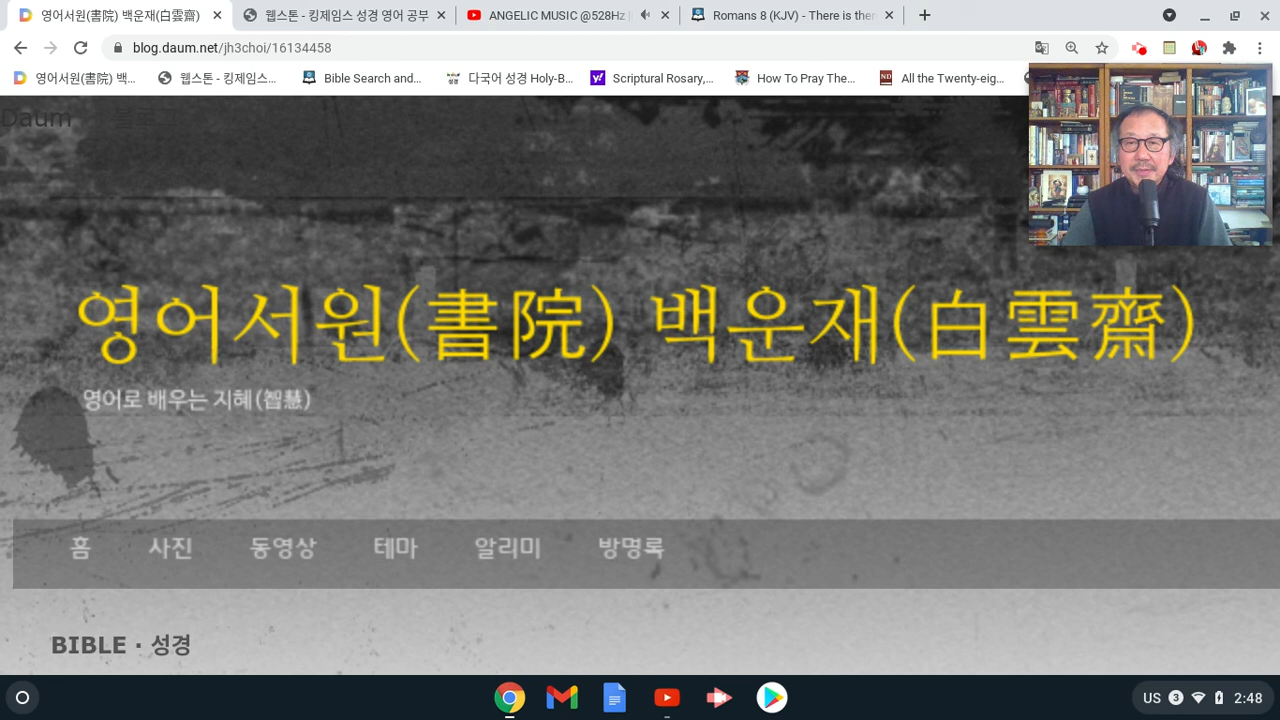 영어서원(書院) 백운재(白雲齋)
웹스톤 - 킹제임스 성경 영어 공부
ANGELIC MUSIC @528Hz
Romans 8 (KJV) - There is ther
blog.daum.net/jh3choi/16134458
영어서원(書院) 백...
웹스톤 - 킹제임스...
Bible Search and...
다국어 성경 Holy-B...
Scriptural Rosary,...
How To Pray The...
All the Twenty-eig...
Daum
영어서원(書院) 백운재(白雲齋)
영어로 배우는 지혜(智慧)
홈 사진 동영상 테마 알리미 방명록
BIBLE · 성경
US 3 2:48